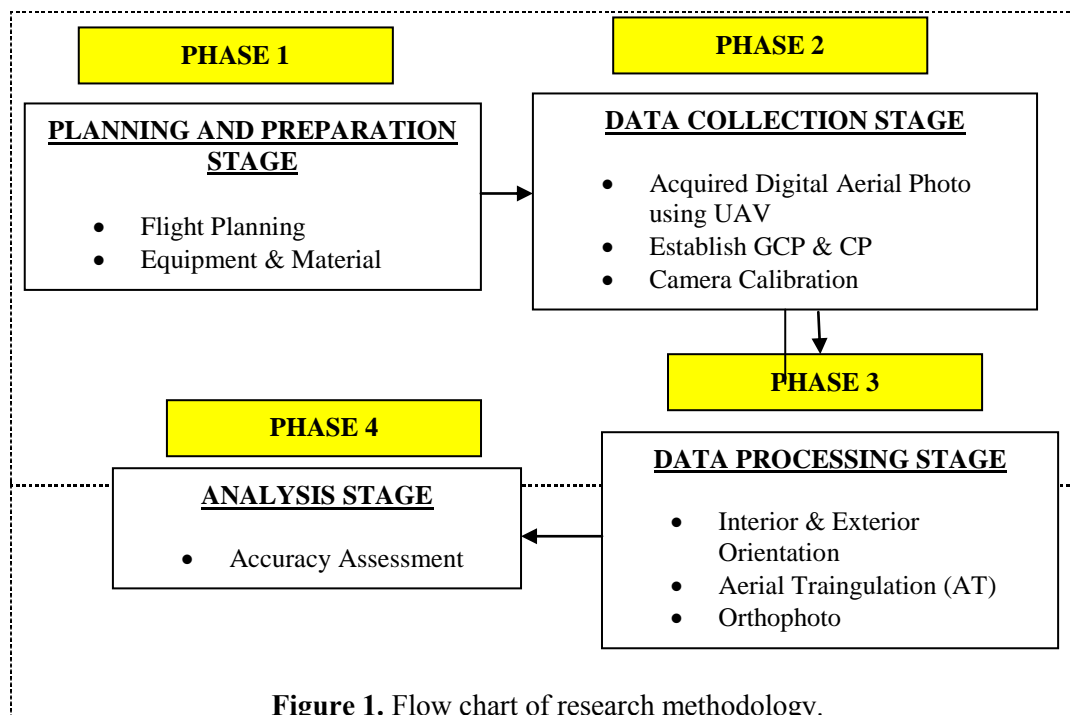 PHASE 1
PLANNING AND PREPARATION
STAGE
• Flight Planning
• Equipment & Material
PHASE 2
DATA COLLECTION STAGE
• Acquired Digital Aerial Photo
using UAV
• Establish GCP & CP
• Camera Calibration
PHASE 3
DATA PROCESSING STAGE
• Interior & Exterior
Orientation
• Aerial Traingulation (AT)
• Orthophoto
PHASE 4
ANALYSIS STAGE
• Accuracy Assessment
Figure 1. Flow chart of research methodology.